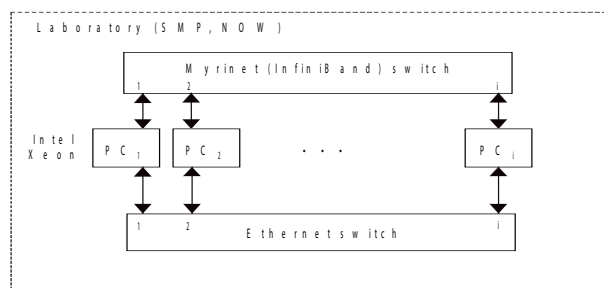 Laboratory (SMP, NOW)
Myrinet (InfiniBand) switch
1 2 i
Intel
Xeon
PC1 PC2 . . . PCi
1 2 i
Ethernet switch